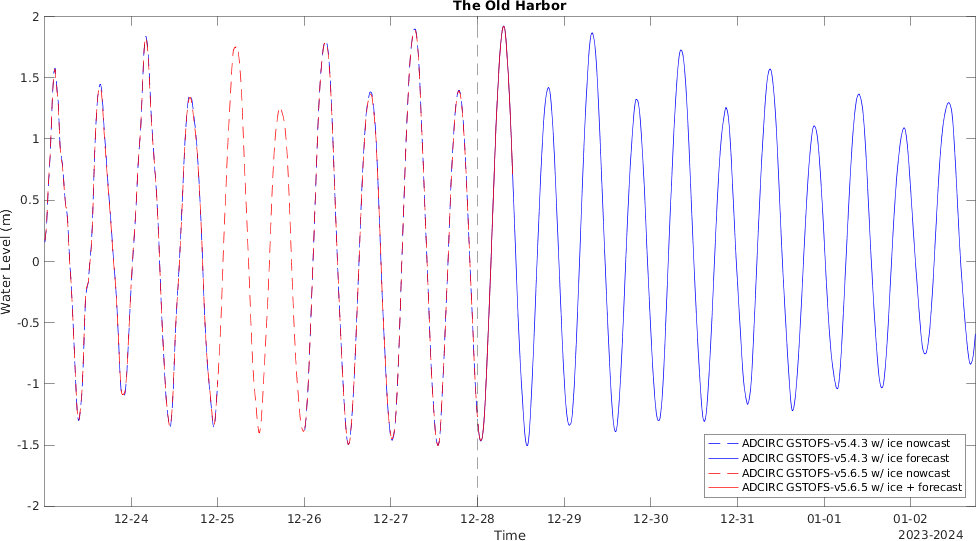 The Old Harbor
2
1.5
1
0.5
0
-0.5
-1
-1.5
-2
Water Level (m)
12-24 12-25 12-26 12-27 12-28 12-29 12-30 12-31 01-01 01-02
Time
2023-2024
ADCIRC GSTOFS-v5.4.3 w/ ice nowcast
ADCIRC GSTOFS-v5.4.3 w/ ice forecast
ADCIRC GSTOFS-v5.6.5 w/ ice nowcast
ADCIRC GSTOFS-v5.6.5 w/ ice + forecast